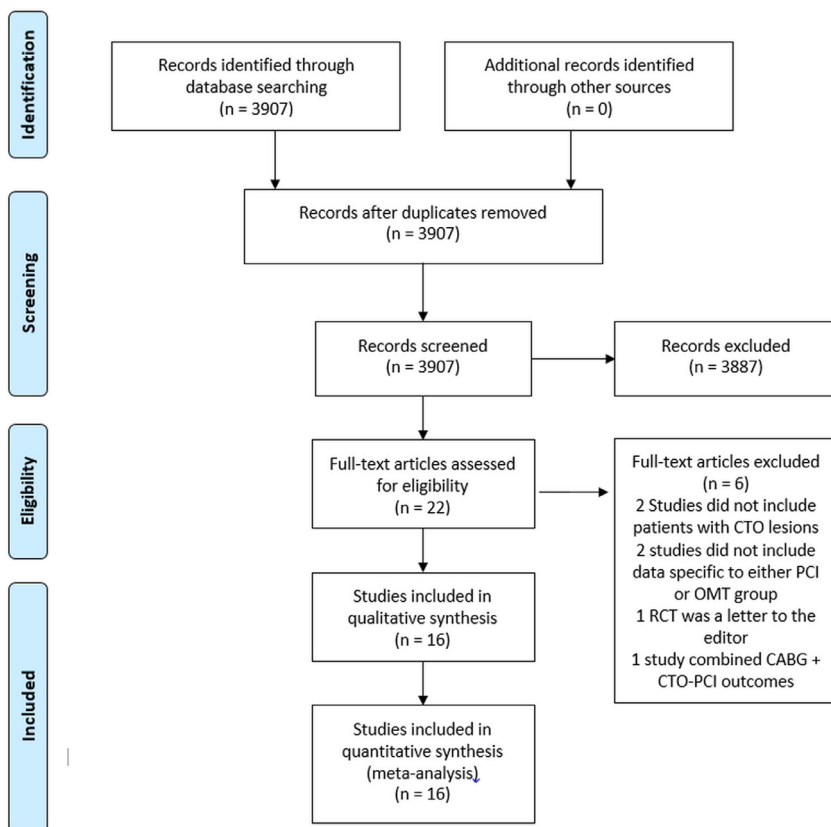 Identification
Records identified through
database searching
(n = 3907)
Additional records identified
through other sources
(n = 0)
Screening
Records after duplicates removed
(n = 3907)
Records screened
(n = 3907)
Records excluded
(n = 3887)
Eligibility
Full-text articles assessed
for eligibility
(n = 22)
Full-text articles excluded
(n = 6)
2 Studies did not include
patients with CTO lesions
2 studies did not include
data specific to either PCI
or OMT group
1 RCT was a letter to the
editor
1 study combined CABG +
CTO-PCI outcomes
Included
Studies included in
qualitative synthesis
(n = 16)
Studies included in
quantitative synthesis
(meta-analysis)
(n = 16)